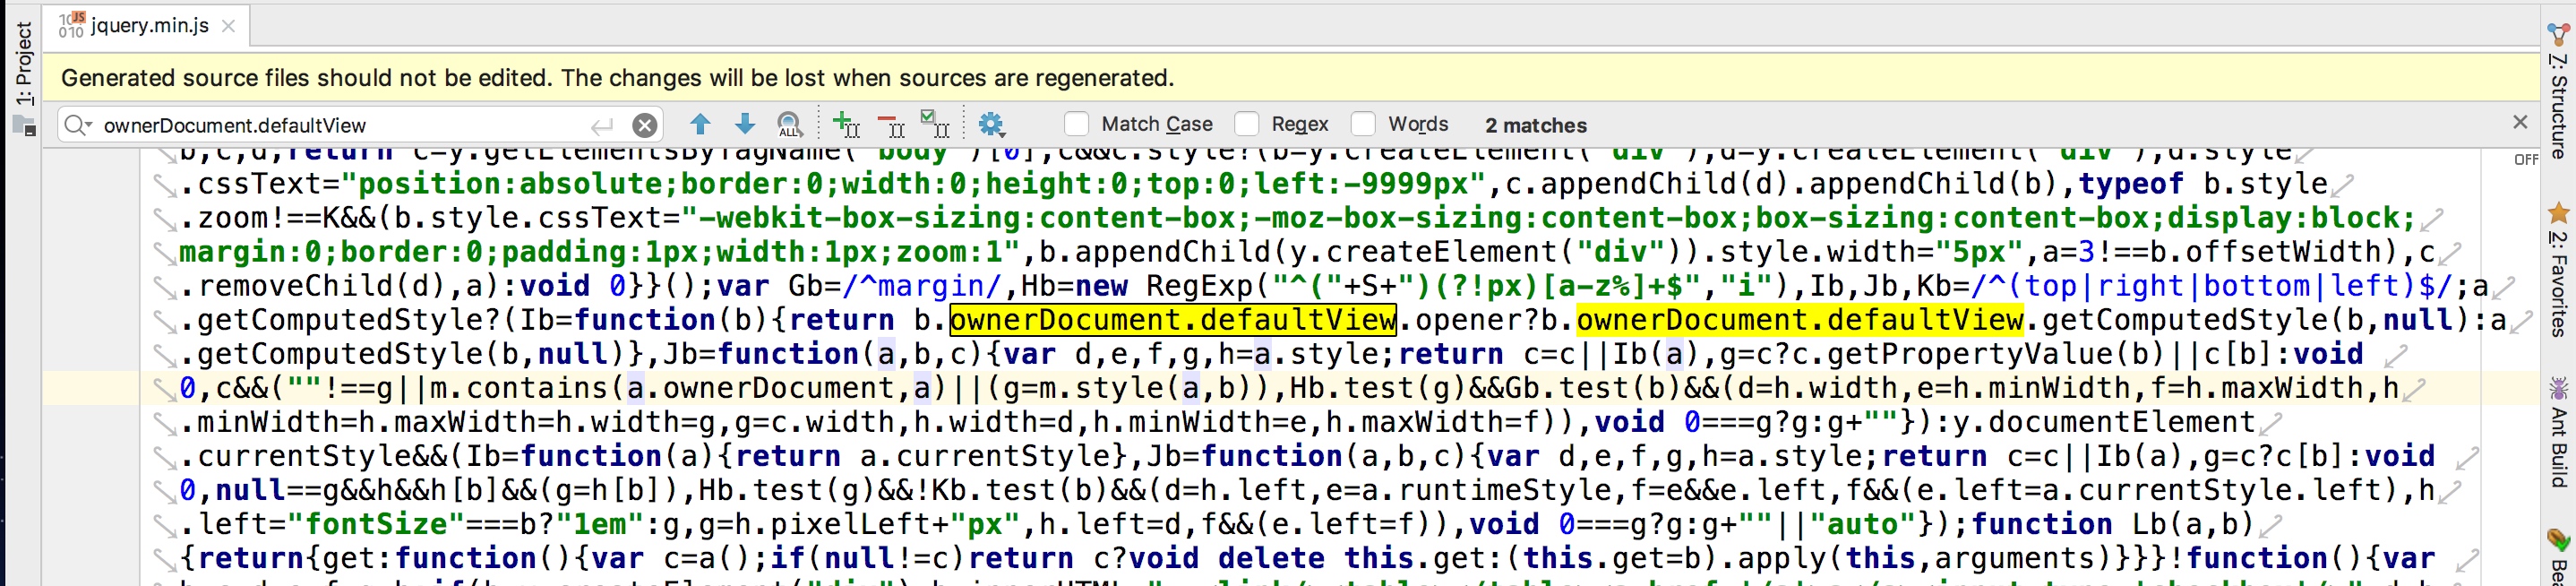 1: Project
jquery.min.js
Generated source files should not be edited. The changes will be lost when sources are regenerated.
ownerDocument.defaultView
ALL
Match Case
Regex
Words
2 matches
OFF
b,c,d;return c=y.getElementsByTagName("body")[0],c&&c.style?(b=y.createElement("div"),d=y.createElement("div"),d.style
.cssText="position:absolute;border:0;width:0;height:0;top:0;left:-9999px",c.appendChild(d).appendChild(b),typeof b.style
.zoom!==K&&(b.style.cssText="-webkit-box-sizing:content-box;-moz-box-sizing:content-box;box-sizing:content-box;display:block;
margin:0;border:0;padding:1px;width:1px;zoom:1",b.appendChild(y.createElement("div")).style.width="5px",a=3!==b.offsetWidth),c
.removeChild(d),a):void 0}}();var Gb=/^margin/,Hb=new RegExp("^("+S+")(?!px)[a-z%]+$","i"),Ib,Jb,Kb=/^(top|right|bottom|left)$/;a
.getComputedStyle?(Ib=function(b){return b.ownerDocument.defaultView.opener?b.ownerDocument.defaultView.getComputedStyle(b,null):a
.getComputedStyle(b,null)},Jb=function(a,b,c){var d,e,f,g,h=a.style;return c=c||Ib(a),g=c?c.getPropertyValue(b)||c[b]:void
0,c&&(""!==g||m.contains(a.ownerDocument,a)||(g=m.style(a,b)),Hb.test(g)&&Gb.test(b)&&(d=h.width,e=h.minWidth,f=h.maxWidth,h
.minWidth=h.maxWidth=h.width=g,g=c.width,h.width=d,h.minWidth=e,h.maxWidth=f)),void 0===g?g:g+""}):y.documentElement
.currentStyle&&(Ib=function(a){return a.currentStyle},Jb=function(a,b,c){var d,e,f,g,h=a.style;return c=c||Ib(a),g=c?c[b]:void
0,null==g&&h&&h[b]&&(g=h[b]),Hb.test(g)&&!Kb.test(b)&&(d=h.left,e=a.runtimeStyle,f=e&&e.left,f&&(e.left=a.currentStyle.left),h
.left="fontSize"===b?"1em":g,g=h.pixelLeft+"px",h.left=d,f&&(e.left=f)),void 0===g?g:g+""||"auto"});function Lb(a,b)
{return{get:function(){var c=a();if(null!=c)return c?void delete this.get:(this.get=b).apply(this,arguments)}}}!function(){var
7: Structure
2: Favorites
Ant Build